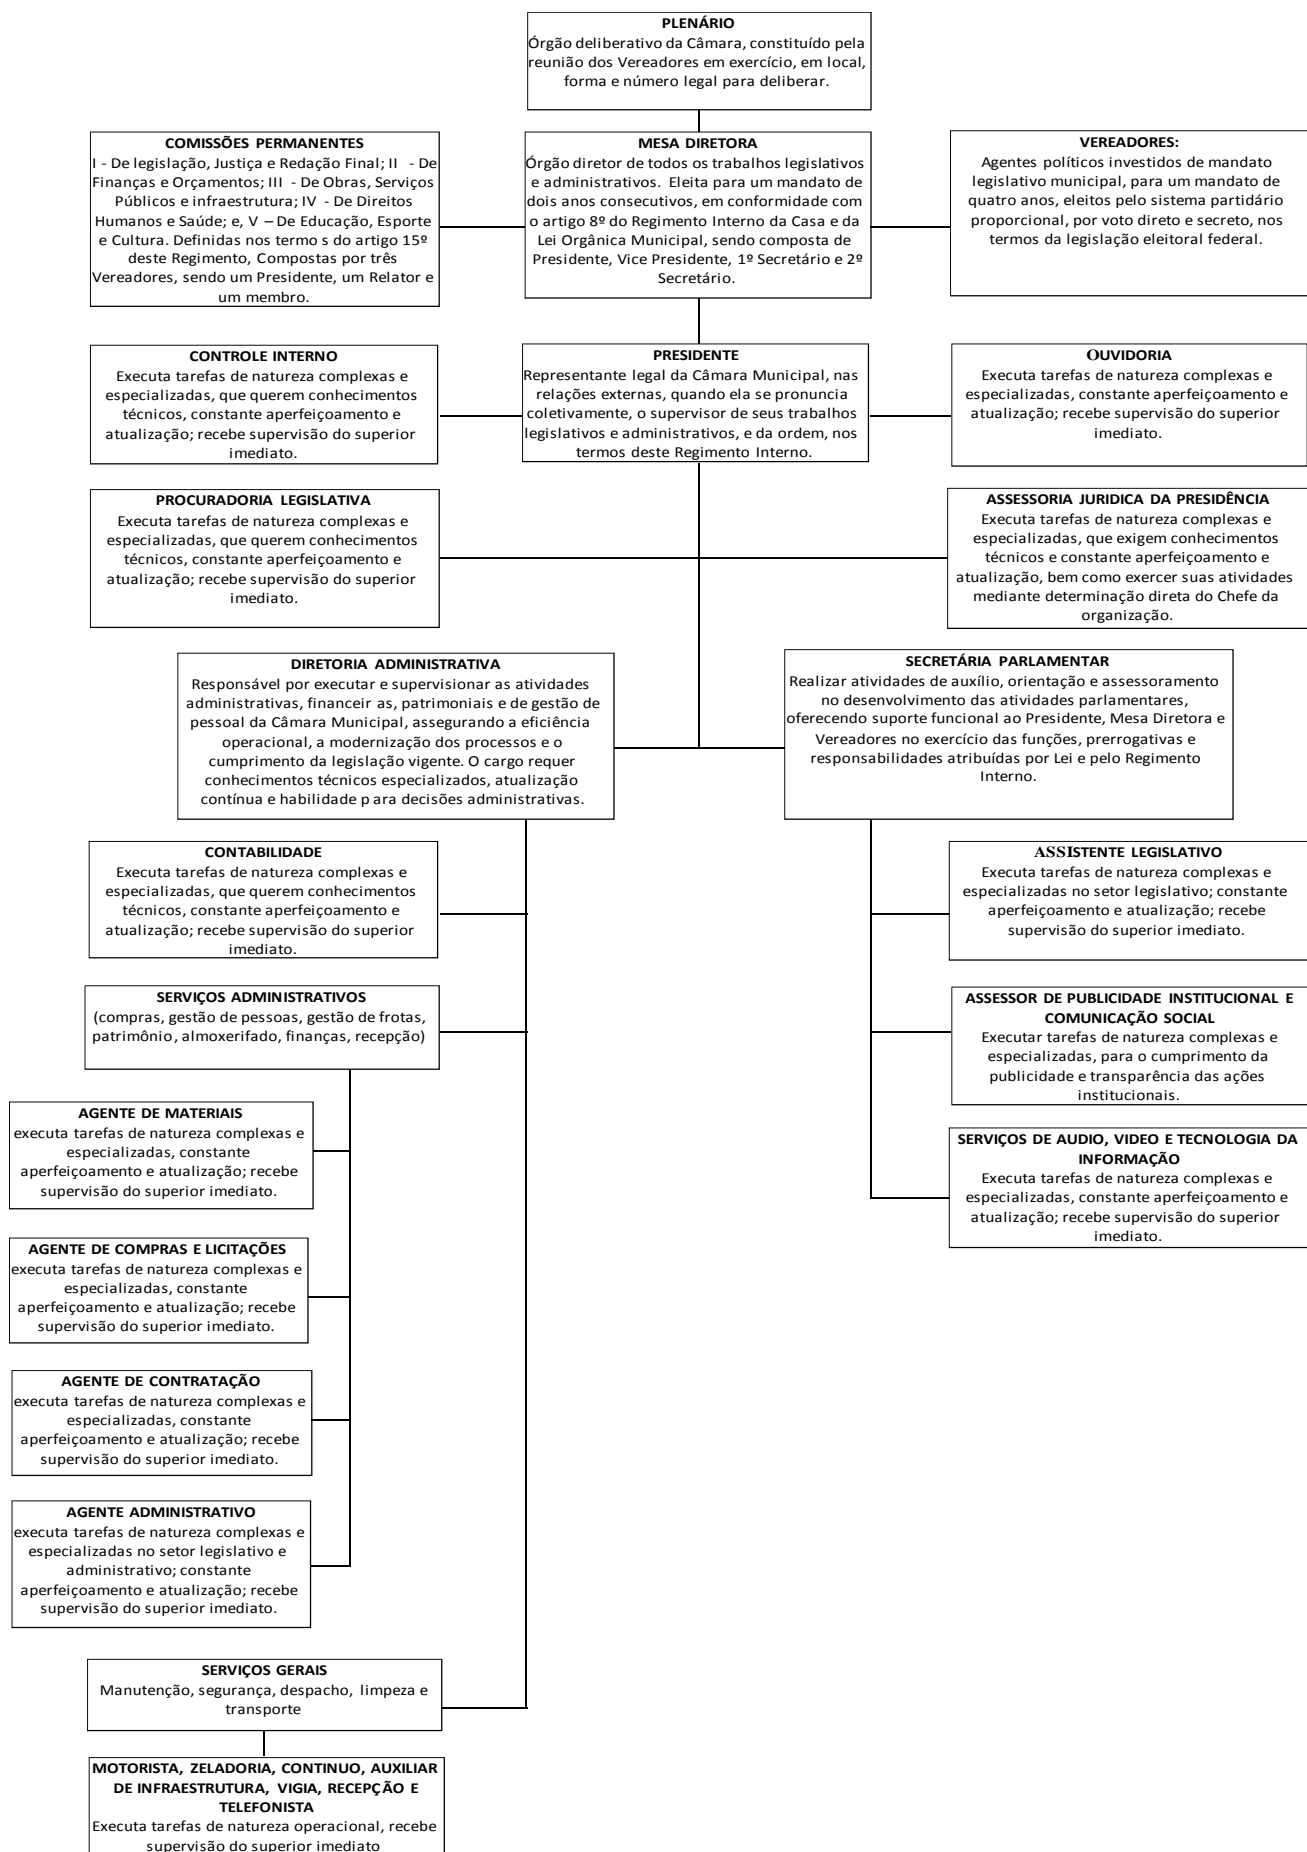 PLENÁRIO
Órgão deliberativo da Câmara, constituído pela
reunião dos Vereadores em exercício, em local,
forma e número legal para deliberar.
COMISSÕES PERMANENTES
I - De legislação, Justiça e Redação Final; II - De
Finanças e Orçamentos; III - De Obras, Serviços
Públicos e infraestrutura; IV - De Direitos
Humanos e Saúde; e, V – De Educação, Esporte
e Cultura. Definidas nos termo s do artigo 15º
deste Regimento, Compostas por três
Vereadores, sendo um Presidente, um Relator e
um membro.
MESA DIRETORA
Órgão diretor de todos os trabalhos legislativos
e administrativos. Eleita para um mandato de
dois anos consecutivos, em conformidade com
o artigo 8º do Regimento Interno da Casa e da
Lei Orgânica Municipal, sendo composta de
Presidente, Vice Presidente, 1º Secretário e 2º
Secretário.
VEREADORES:
Agentes políticos investidos de mandato
legislativo municipal, para um mandato de
quatro anos, eleitos pelo sistema partidário
proporcional, por voto direto e secreto, nos
termos da legislação eleitoral federal.
CONTROLE INTERNO
Executa tarefas de natureza complexas e
especializadas, que querem conhecimentos
técnicos, constante aperfeiçoamento e
atualização; recebe supervisão do superior
imediato.
PRESIDENTE
Representante legal da Câmara Municipal, nas
relações externas, quando ela se pronuncia
coletivamente, o supervisor de seus trabalhos
legislativos e administrativos, e da ordem, nos
termos deste Regimento Interno.
OUVIDORIA
Executa tarefas de natureza complexas e
especializadas, constante aperfeiçoamento e
atualização; recebe supervisão do superior
imediato.
PROCURADORIA LEGISLATIVA
Executa tarefas de natureza complexas e
especializadas, que querem conhecimentos
técnicos, constante aperfeiçoamento e
atualização; recebe supervisão do superior
imediato.
ASSESSORIA JURIDICA DA PRESIDÊNCIA
Executa tarefas de natureza complexas e
especializadas, que exigem conhecimentos
técnicos e constante aperfeiçoamento e
atualização, bem como exercer suas atividades
mediante determinação direta do Chefe da
organização.
DIRETORIA ADMINISTRATIVA
Responsável por executar e supervisionar as atividades
administrativas, financeir as, patrimoniais e de gestão de
pessoal da Câmara Municipal, assegurando a eficiência
operacional, a modernização dos processos e o
cumprimento da legislação vigente. O cargo requer
conhecimentos técnicos especializados, atualização
contínua e habilidade p ara decisões administrativas.
SECRETÁRIA PARLAMENTAR
Realizar atividades de auxílio, orientação e assessoramento
no desenvolvimento das atividades parlamentares,
oferecendo suporte funcional ao Presidente, Mesa Diretora e
Vereadores no exercício das funções, prerrogativas e
responsabilidades atribuídas por Lei e pelo Regimento
Interno.
CONTABILIDADE
Executa tarefas de natureza complexas e
especializadas, que querem conhecimentos
técnicos, constante aperfeiçoamento e
atualização; recebe supervisão do superior
imediato.
ASSISTENTE LEGISLATIVO
Executa tarefas de natureza complexas e
especializadas no setor legislativo; constante
aperfeiçoamento e atualização; recebe
supervisão do superior imediato.
SERVIÇOS ADMINISTRATIVOS
(compras, gestão de pessoas, gestão de frotas,
patrimônio, almoxerifado, finanças, recepção)
ASSESSOR DE PUBLICIDADE INSTITUCIONAL E
COMUNICAÇÃO SOCIAL
Executar tarefas de natureza complexas e
especializadas, para o cumprimento da
publicidade e transparência das ações
institucionais.
AGENTE DE MATERIAIS
executa tarefas de natureza complexas e
especializadas, constante
aperfeiçoamento e atualização; recebe
supervisão do superior imediato.
SERVIÇOS DE AUDIO, VIDEO E TECNOLOGIA DA
INFORMAÇÃO
Executa tarefas de natureza complexas e
especializadas, constante aperfeiçoamento e
atualização; recebe supervisão do superior
imediato.
AGENTE DE COMPRAS E LICITAÇÕES
executa tarefas de natureza complexas e
especializadas, constante
aperfeiçoamento e atualização; recebe
supervisão do superior imediato.
AGENTE DE CONTRATAÇÃO
executa tarefas de natureza complexas e
especializadas, constante
aperfeiçoamento e atualização; recebe
supervisão do superior imediato.
AGENTE ADMINISTRATIVO
executa tarefas de natureza complexas e
especializadas no setor legislativo e
administrativo; constante
aperfeiçoamento e atualização; recebe
supervisão do superior imediato.
SERVIÇOS GERAIS
Manutenção, segurança, despacho, limpeza e
transporte
MOTORISTA, ZELADORIA, CONTINUO, AUXILIAR
DE INFRAESTRUTURA, VIGIA, RECEPÇÃO E
TELEFONISTA
Executa tarefas de natureza operacional, recebe
supervisão do superior imediato